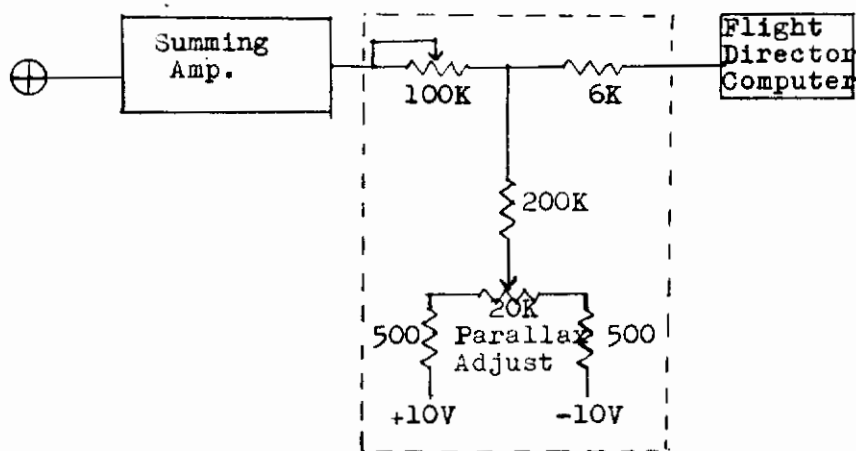 Summing
Amp.
Flight
Director
Computer
100K
6K
200K
20K
500
Parallax
Adjust
500
+10V
-10V